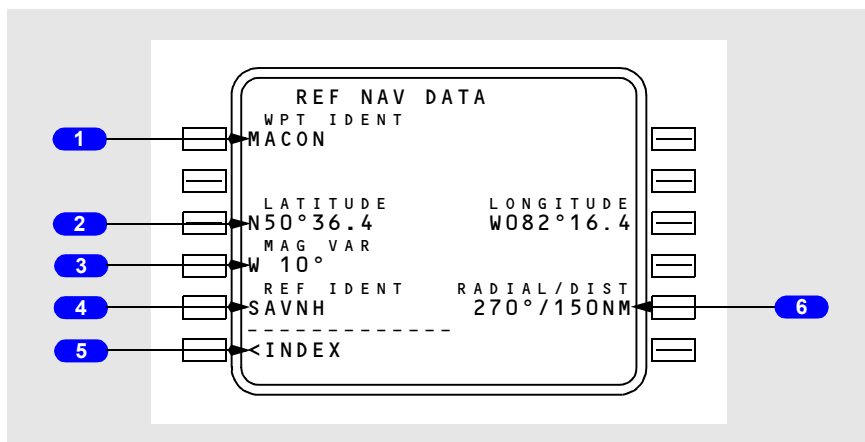 REF NAV DATA
WPT IDENT
1 MACON
LATITUDE LONGITUDE
2 N50°36.4 W082°16.4
MAG VAR
3 W 10°
REF IDENT RADIAL/DIST
4 SAVNH 270°/150NM 6
-------------
5 <INDEX